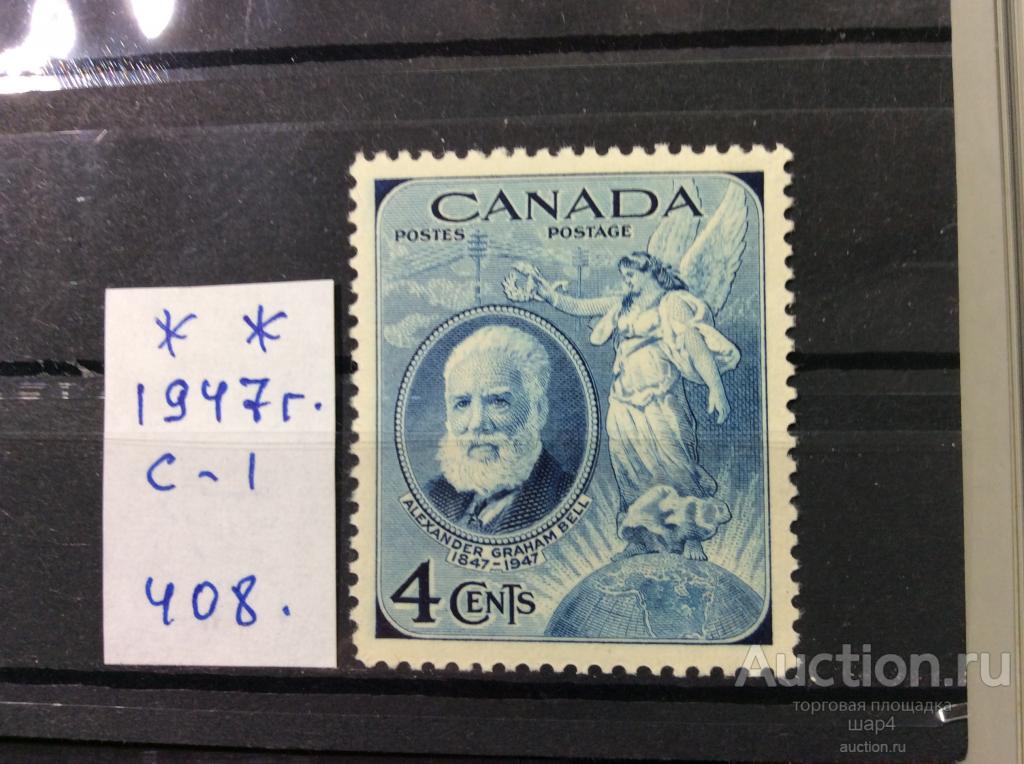 * *
1947г.
С-1
408.
CANADA
POSTES POSTAGE
ALEXANDER GRAHAM BELL
1847-1947
4 CENTS
Auction.ru
торговая площадка
шар4
auction.ru